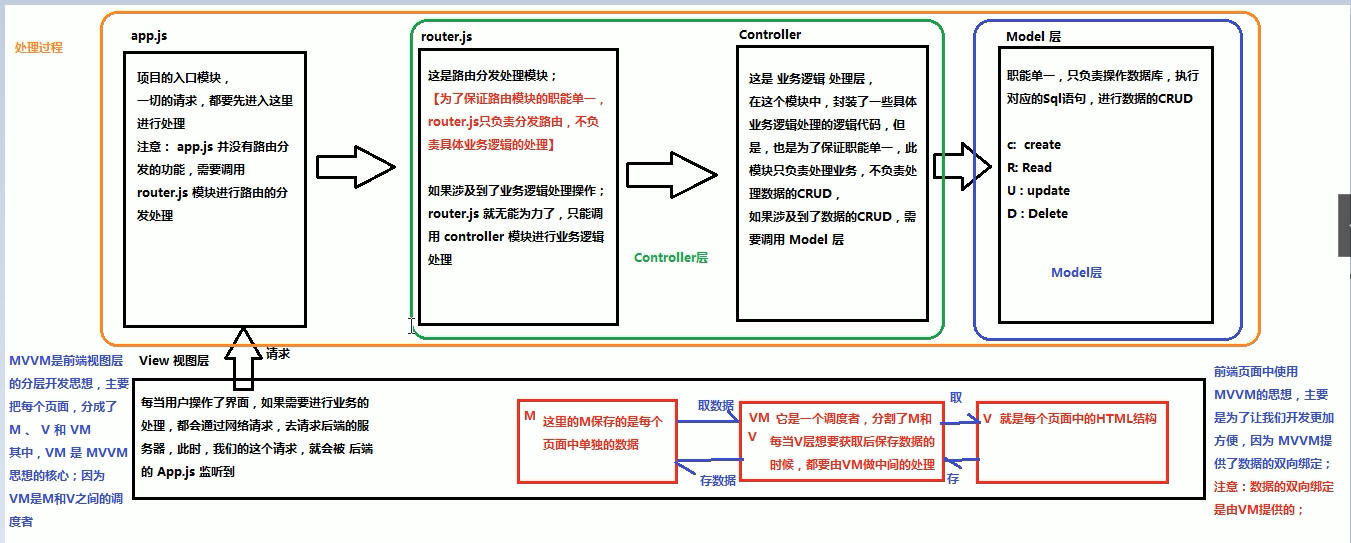 处理过程
app.js
项目的入口模块，
一切的请求，都要先进入这里
进行处理
注意： app.js 并没有路由分
发的功能，需要调用
router.js 模块进行路由的分
发处理
router.js
这是路由分发处理模块；
【为了保证路由模块的职能单一，
router.js只负责分发路由，不负
责具体业务逻辑的处理】
如果涉及到了业务逻辑处理操作；
router.js 就无能为力了，只能调
用 controller 模块进行业务逻辑
处理
Controller层
Controller
这是 业务逻辑 处理层，
在这个模块中，封装了一些具体
业务逻辑处理的逻辑代码，但
是，也是为了保证职能单一，此
模块只负责处理业务，不负责处
理数据的CRUD，
如果涉及到了数据的CRUD，需
要调用 Model 层
Model 层
职能单一，只负责操作数据库，执行
对应的Sql语句，进行数据的CRUD
c: create
R: Read
U : update
D : Delete
Model层
请求
MVVM是前端视图层
的分层开发思想，主要
把每个页面，分成了
M 、 V 和 VM
其中，VM 是 MVVM
思想的核心；因为
VM是M和V之间的调
度者
View 视图层
每当用户操作了界面，如果需要进行业务的
处理，都会通过网络请求，去请求后端的服
务器，此时，我们的这个请求，就会被 后端
的 App.js 监听到
M
这里的M保存的是每个
页面中单独的数据
取数据
存数据
VM 它是一个调度者，分割了M和
V
每当V层想要获取后保存数据的
时候，都要由VM做中间的处理
取
存
V 就是每个页面中的HTML结构
前端页面中使用
MVVM的思想，主要
是为了让我们开发更加
方便，因为 MVVM提
供了数据的双向绑定；
注意：数据的双向绑定
是由VM提供的；